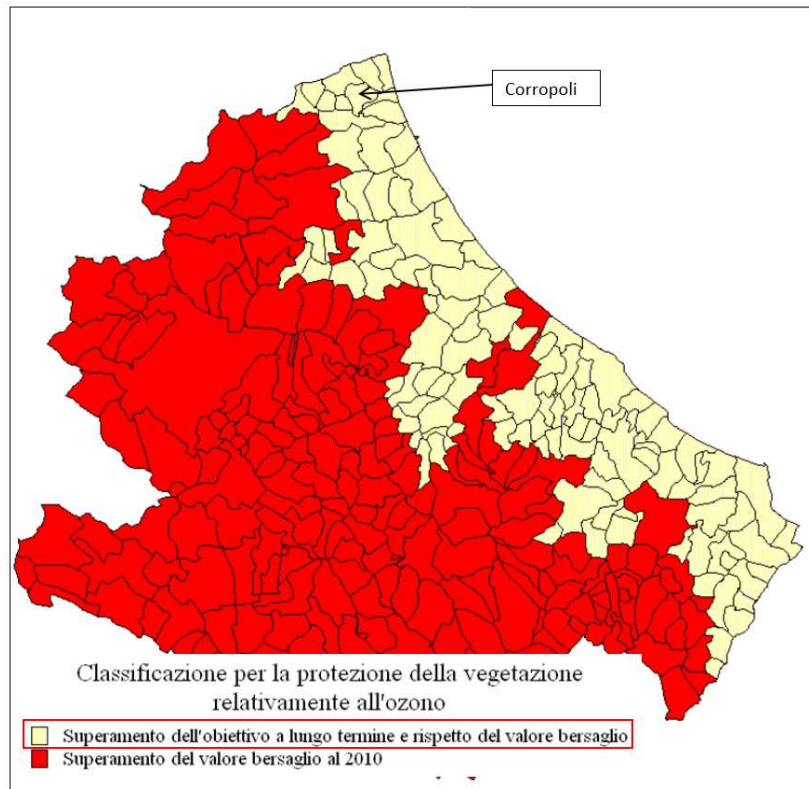 Corropoli
Classificazione per la protezione della vegetazione
relativamente all'ozono
Superamento dell'obiettivo a lungo termine e rispetto del valore bersaglio
Superamento del valore bersaglio al 2010